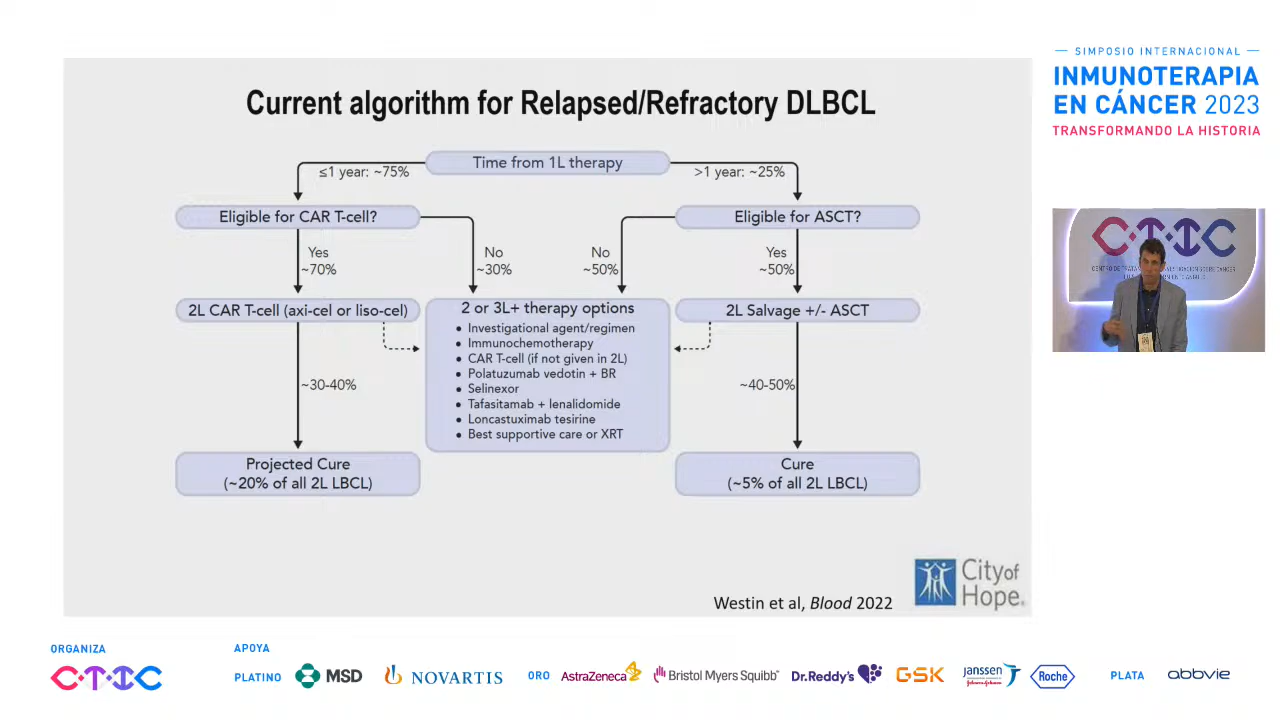 Current algorithm for Relapsed/Refractory DLBCL
Time from 1L therapy
≤1 year: ~75%
>1 year: ~25%
Eligible for CAR T-cell?
Eligible for ASCT?
Yes
~70%
No
~30%
No
~50%
Yes
~50%
2L CAR T-cell (axi-cel or liso-cel)
2 or 3L+ therapy options
• Investigational agent/regimen
• Immunochemotherapy
• CAR T-cell (if not given in 2L)
• Polatuzumab vedotin + BR
• Selinexor
• Tafasitamab + lenalidomide
• Loncastuximab tesirine
• Best supportive care or XRT
2L Salvage +/- ASCT
~30-40%
~40-50%
Projected Cure
(~20% of all 2L LBCL)
Cure
(~5% of all 2L LBCL)
Westin et al, Blood 2022
City of
Hope.
SIMPOSIO INTERNACIONAL
INMUNOTERAPIA
EN CÁNCER 2023
TRANSFORMANDO LA HISTORIA
CTIC
ORGANIZA
CTIC
APOYA
PLATINO
MSD
NOVARTIS
ORO
AstraZeneca
Bristol Myers Squibb™
Dr.Reddy's
GSK
Janssen
Johnson & Johnson
Roche
PLATA
abbvie